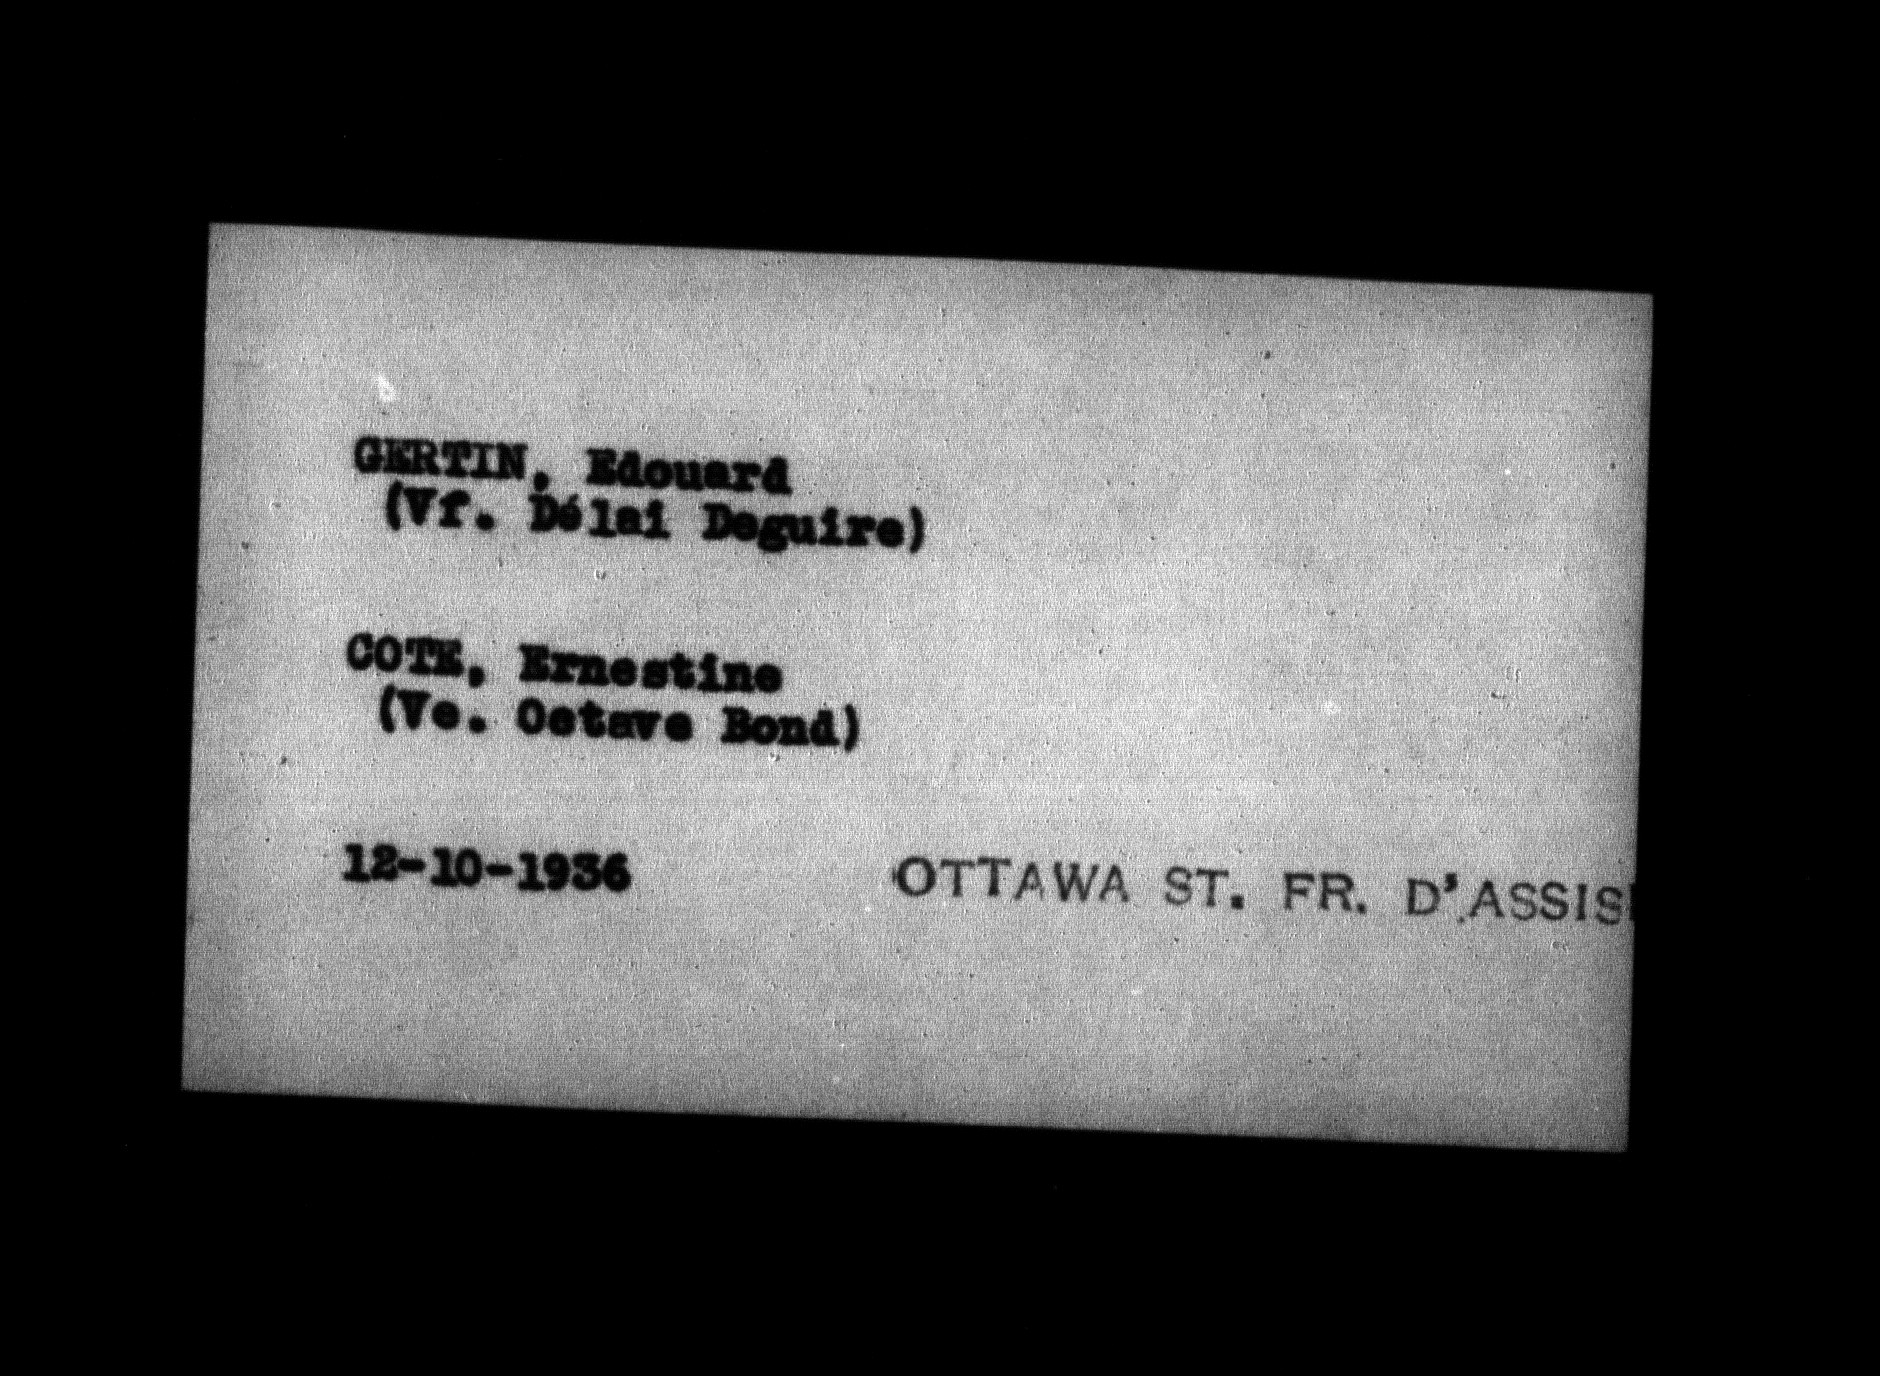 GERTIN, Edouard
(Vf. Délai Deguire)
COTE, Ernestine
(Ve. Octave Bond)
12-10-1936 OTTAWA ST. FR. D'ASSIS